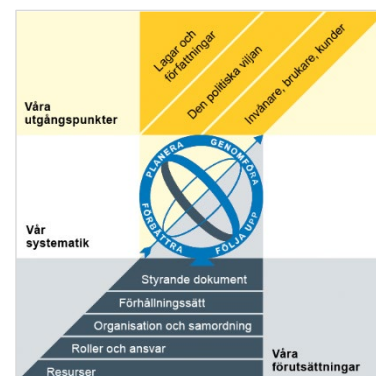 Lagar och
författningar
Den politiska viljan
Invånare, brukare, kunder
Våra
utgångspunkter
PLANERA
GENOMFÖRA
FÖRBÄTTRA
FÖLJA UPP
Vår
systematik
Styrande dokument
Förhållningssätt
Organisation och samordning
Roller och ansvar
Resurser
Våra
förutsättningar